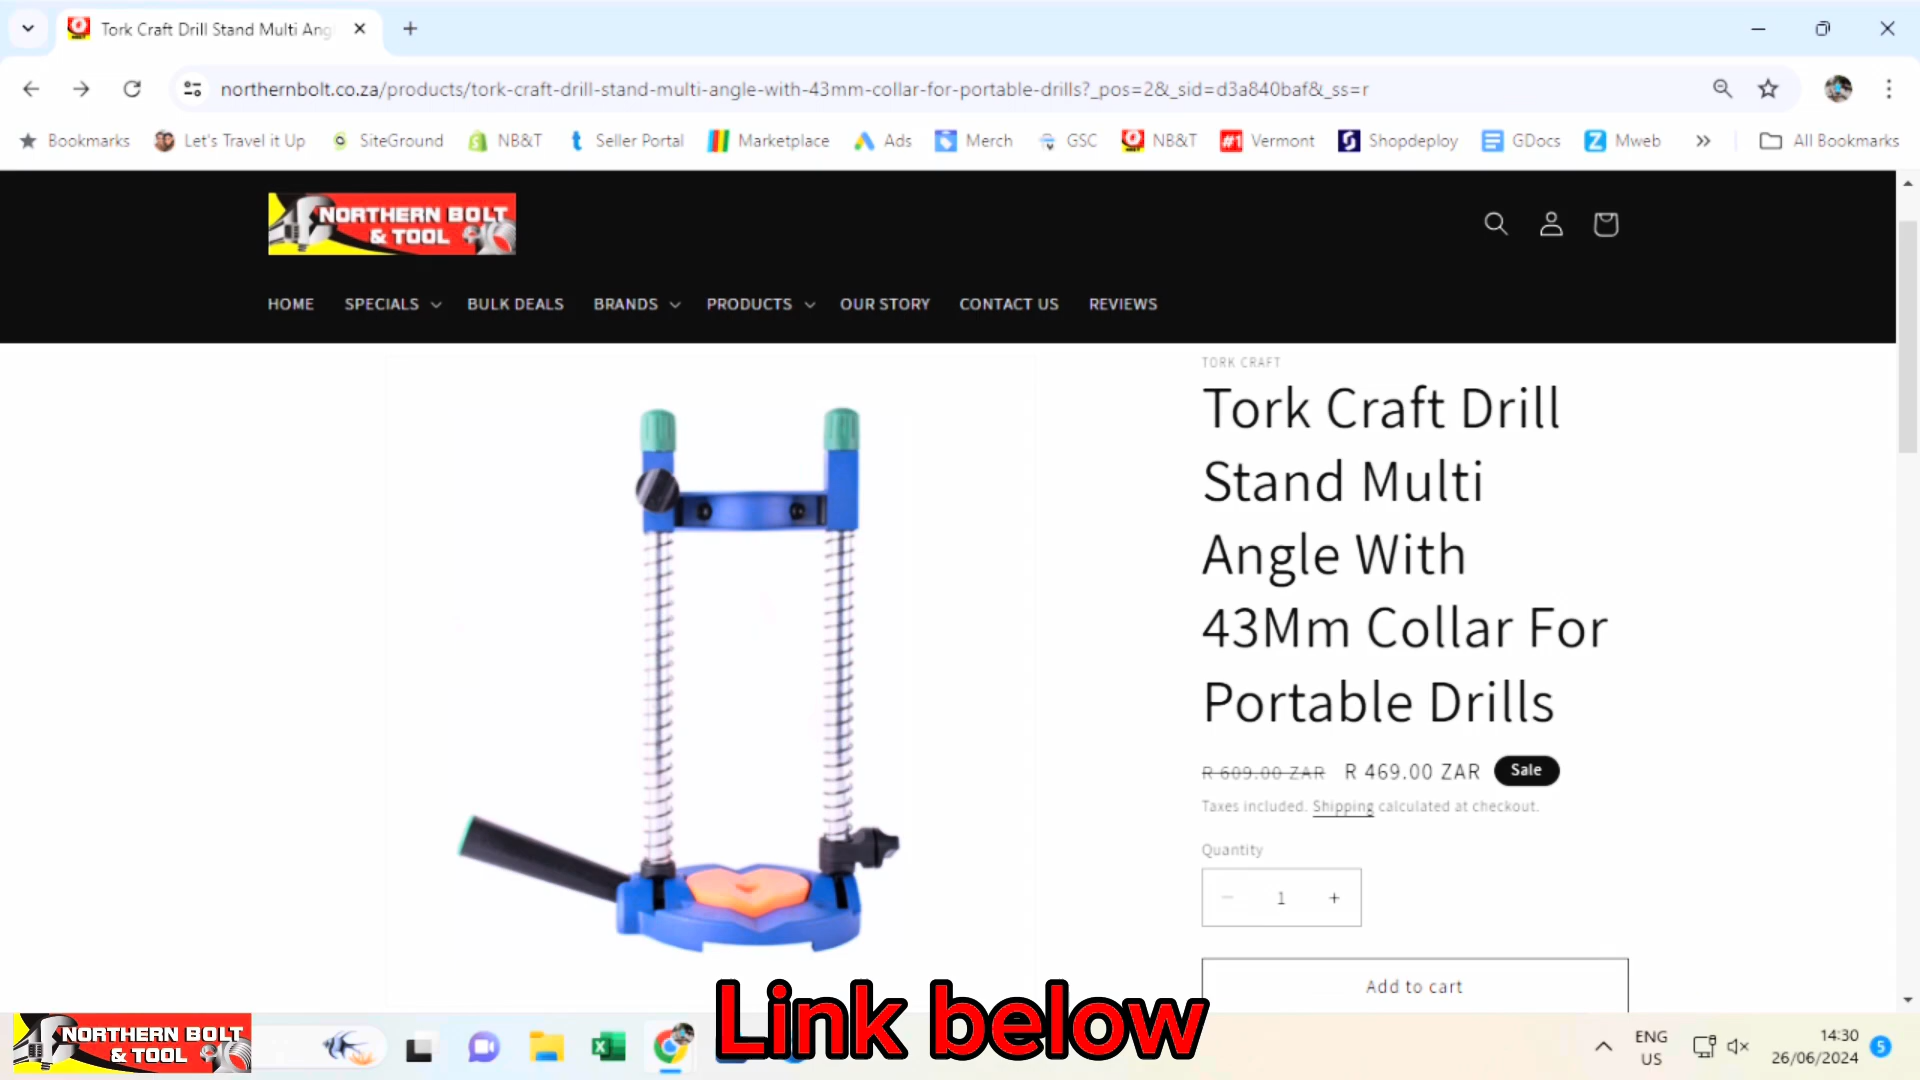 Tork Craft Drill Stand Multi Ang
northernbolt.co.za/products/tork-craft-drill-stand-multi-angle-with-43mm-collar-for-portable-drills?_pos=2&_sid=d3a840baf&_ss=r
Bookmarks Let's Travel it Up SiteGround NB&T Seller Portal Marketplace Ads Merch GSC NB&T Vermont Shopdeploy GDocs Mweb » All Bookmarks
NORTHERN BOLT
& TOOL
HOME SPECIALS BULK DEALS BRANDS PRODUCTS OUR STORY CONTACT US REVIEWS
TORK CRAFT
Tork Craft Drill
Stand Multi
Angle With
43Mm Collar For
Portable Drills
R 609.00 ZAR R 469.00 ZAR Sale
Taxes included. Shipping calculated at checkout.
Quantity
− 1 +
Add to cart
Link below
NORTHERN BOLT
& TOOL
ENG
US
14:30
26/06/2024
5